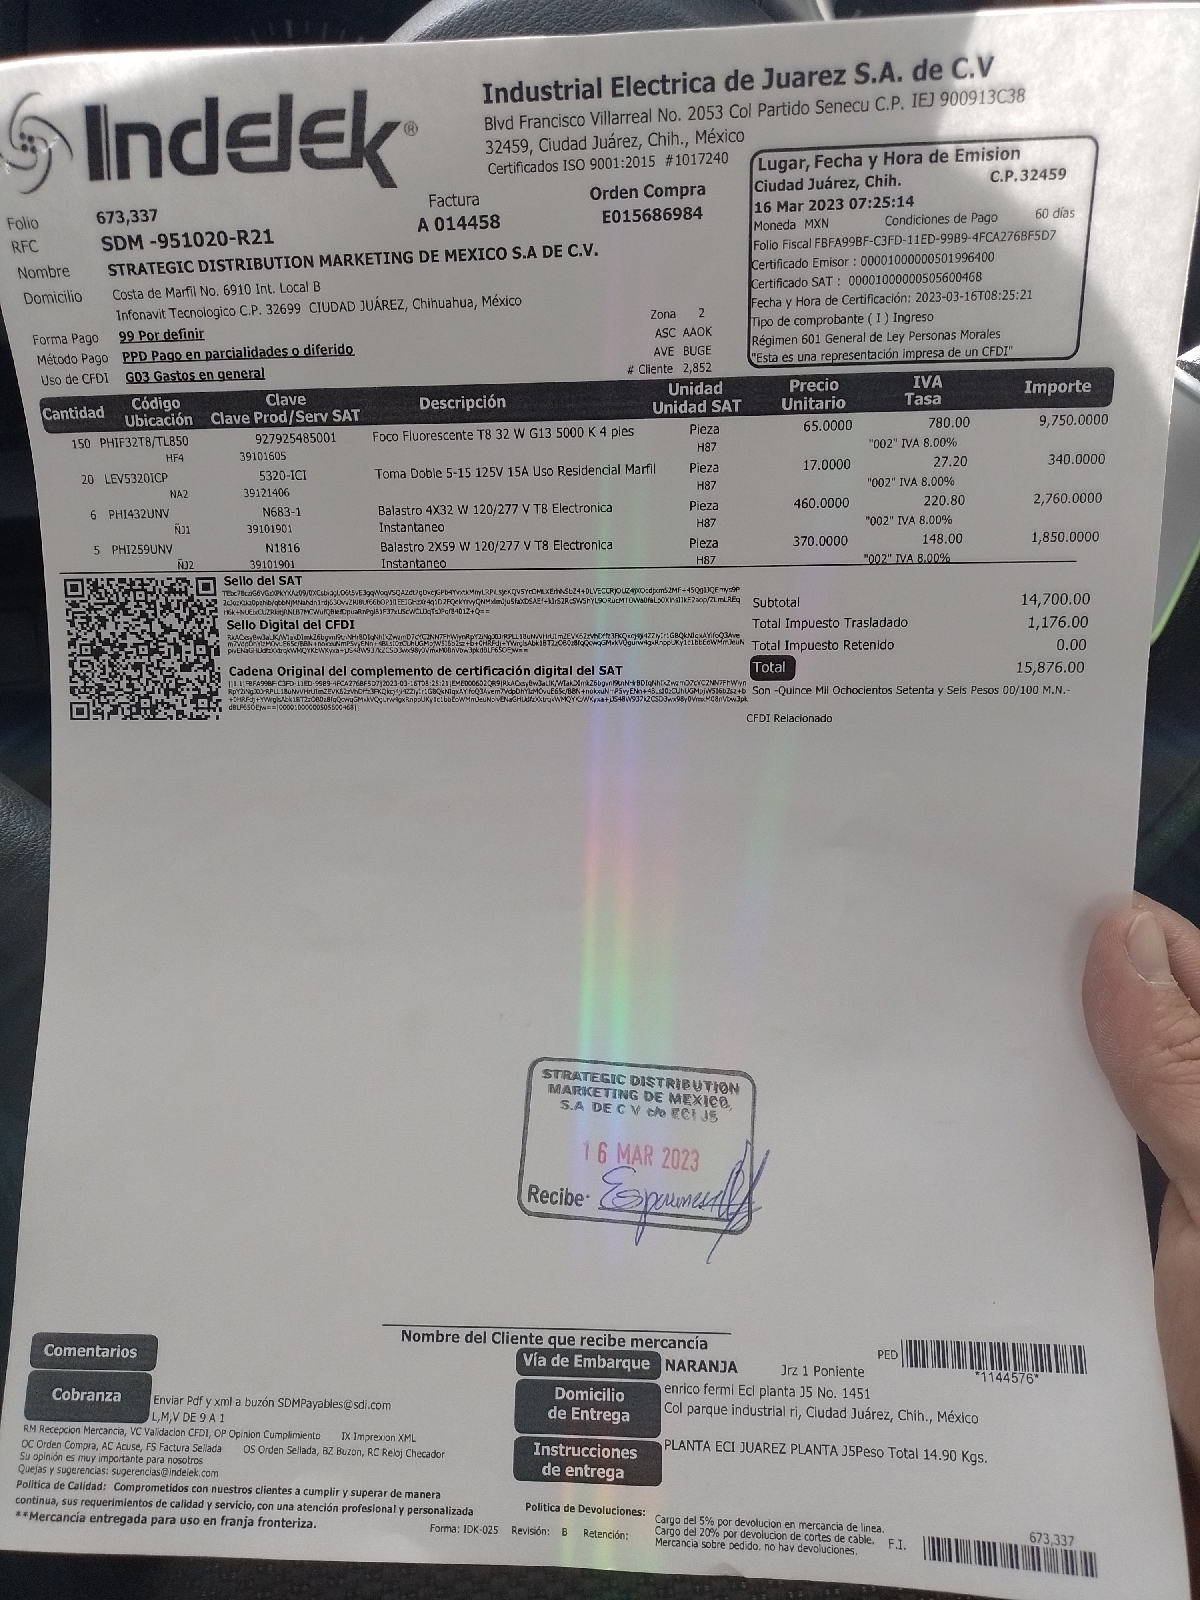 Indelek®
Industrial Electrica de Juarez S.A. de C.V
Blvd Francisco Villarreal No. 2053 Col Partido Senecu C.P. IEJ 900913C38
32459, Ciudad Juárez, Chih., México
Certificados ISO 9001:2015 #1017240
Lugar, Fecha y Hora de Emision
Ciudad Juárez, Chih. C.P.32459
16 Mar 2023 07:25:14
Moneda MXN Condiciones de Pago 60 días
Folio Fiscal FBFA99BF-C3FD-11ED-99B9-4FCA276BF5D7
Certificado Emisor : 00001000000501996400
Certificado SAT : 00001000000505600468
Fecha y Hora de Certificación: 2023-03-16T08:25:21
Tipo de comprobante ( I ) Ingreso
Régimen 601 General de Ley Personas Morales
"Esta es una representación impresa de un CFDI"
Factura Orden Compra
Folio 673,337 A 014458 E015686984
RFC SDM -951020-R21
Nombre STRATEGIC DISTRIBUTION MARKETING DE MEXICO S.A DE C.V.
Domicilio Costa de Marfil No. 6910 Int. Local B
Infonavit Tecnologico C.P. 32699 CIUDAD JUÁREZ, Chihuahua, México
Forma Pago 99 Por definir
Método Pago PPD Pago en parcialidades o diferido
Uso de CFDI G03 Gastos en general
Zona 2
ASC AAOK
AVE BUGE
# Cliente 2,852
Cantidad Código Ubicación Clave Clave Prod/Serv SAT Descripción Unidad Unidad SAT Precio Unitario IVA Tasa Importe
150 PHIF32T8/TL850 927925485001 Foco Fluorescente T8 32 W G13 5000 K 4 pies Pieza 65.0000 780.00 9,750.0000
HF4 39101605 H87 "002" IVA 8.00%
20 LEV5320ICP 5320-ICI Toma Doble 5-15 125V 15A Uso Residencial Marfil Pieza 17.0000 27.20 340.0000
NA2 39121406 H87 "002" IVA 8.00%
6 PHI432UNV N683-1 Balastro 4X32 W 120/277 V T8 Electronica Pieza 460.0000 220.80 2,760.0000
ÑJ1 39101901 Instantaneo H87 "002" IVA 8.00%
5 PHI259UNV N1816 Balastro 2X59 W 120/277 V T8 Electronica Pieza 370.0000 148.00 1,850.0000
ÑJ2 39101901 Instantaneo H87 "002" IVA 8.00%
Sello del SAT
Sello Digital del CFDI
Cadena Original del complemento de certificación digital del SAT
Subtotal 14,700.00
Total Impuesto Trasladado 1,176.00
Total Impuesto Retenido 0.00
Total 15,876.00
Son -Quince Mil Ochocientos Setenta y Seis Pesos 00/100 M.N.-
CFDI Relacionado
STRATEGIC DISTRIBUTION
MARKETING DE MEXICO,
S.A DE C V c/o ECI J5
16 MAR 2023
Recibe-
Nombre del Cliente que recibe mercancía
Comentarios
Cobranza
Enviar Pdf y xml a buzón SDMPayables@sdi.com
L,M,V DE 9 A 1
RM Recepcion Mercancia, VC Validacion CFDI, OP Opinion Cumplimiento IX Imprexion XML
OC Orden Compra, AC Acuse, FS Factura Sellada OS Orden Sellada, BZ Buzon, RC Reloj Checador
Su opinión es muy importante para nosotros
Quejas y sugerencias: sugerencias@indelek.com
Politica de Calidad: Comprometidos con nuestros clientes a cumplir y superar de manera
continua, sus requerimientos de calidad y servicio, con una atención profesional y personalizada
**Mercancía entregada para uso en franja fronteriza.
Vía de Embarque NARANJA Jrz 1 Poniente
PED *1144576*
Domicilio de Entrega
enrico fermi Eci planta J5 No. 1451
Col parque industrial ri, Ciudad Juárez, Chih., México
Instrucciones de entrega
PLANTA ECI JUAREZ PLANTA J5Peso Total 14.90 Kgs.
Forma: IDK-025 Revisión: B Retención:
Politica de Devoluciones:
Cargo del 5% por devolucion en mercancia de linea.
Cargo del 20% por devolucion de cortes de cable.
Mercancia sobre pedido, no hay devoluciones.
F.I. 673,337